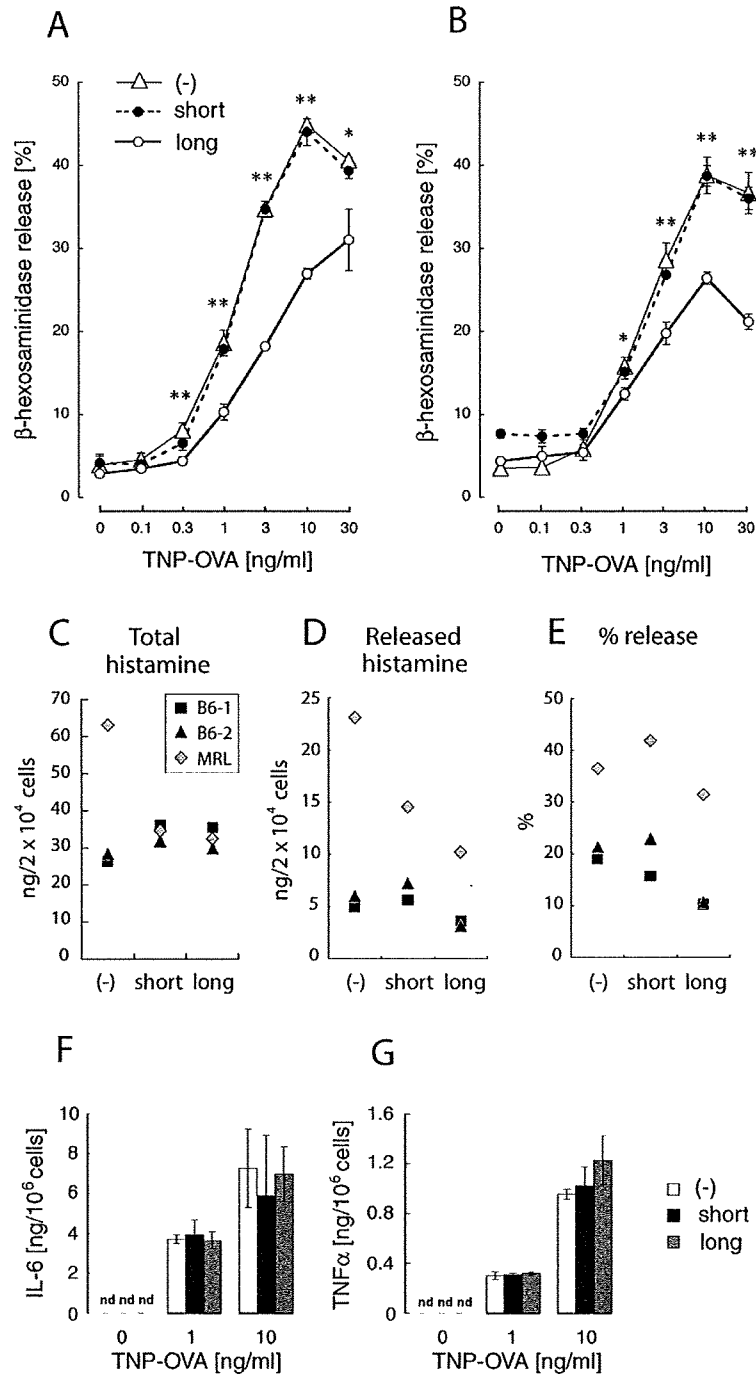 A
B
β-hexosaminidase release [%]
50
40
30
20
10
0
(-)
short
long
**
**
**
**
*
0 0.1 0.3 1 3 10 30
TNP-OVA [ng/ml]
β-hexosaminidase release [%]
50
40
30
20
10
0
*
**
**
**
0 0.1 0.3 1 3 10 30
TNP-OVA [ng/ml]
C
Total
histamine
ng/2 x 10⁴ cells
70
60
50
40
30
20
10
0
B6-1
B6-2
MRL
(-) short long
D
Released
histamine
ng/2 x 10⁴ cells
25
20
15
10
5
0
(-) short long
E
% release
%
50
40
30
20
10
0
(-) short long
F
IL-6 [ng/10⁶cells]
10
8
6
4
2
0
nd nd nd
0 1 10
TNP-OVA [ng/ml]
G
TNFα [ng/10⁶cells]
1.6
1.2
0.8
0.4
0
nd nd nd
0 1 10
TNP-OVA [ng/ml]
(-)
short
long